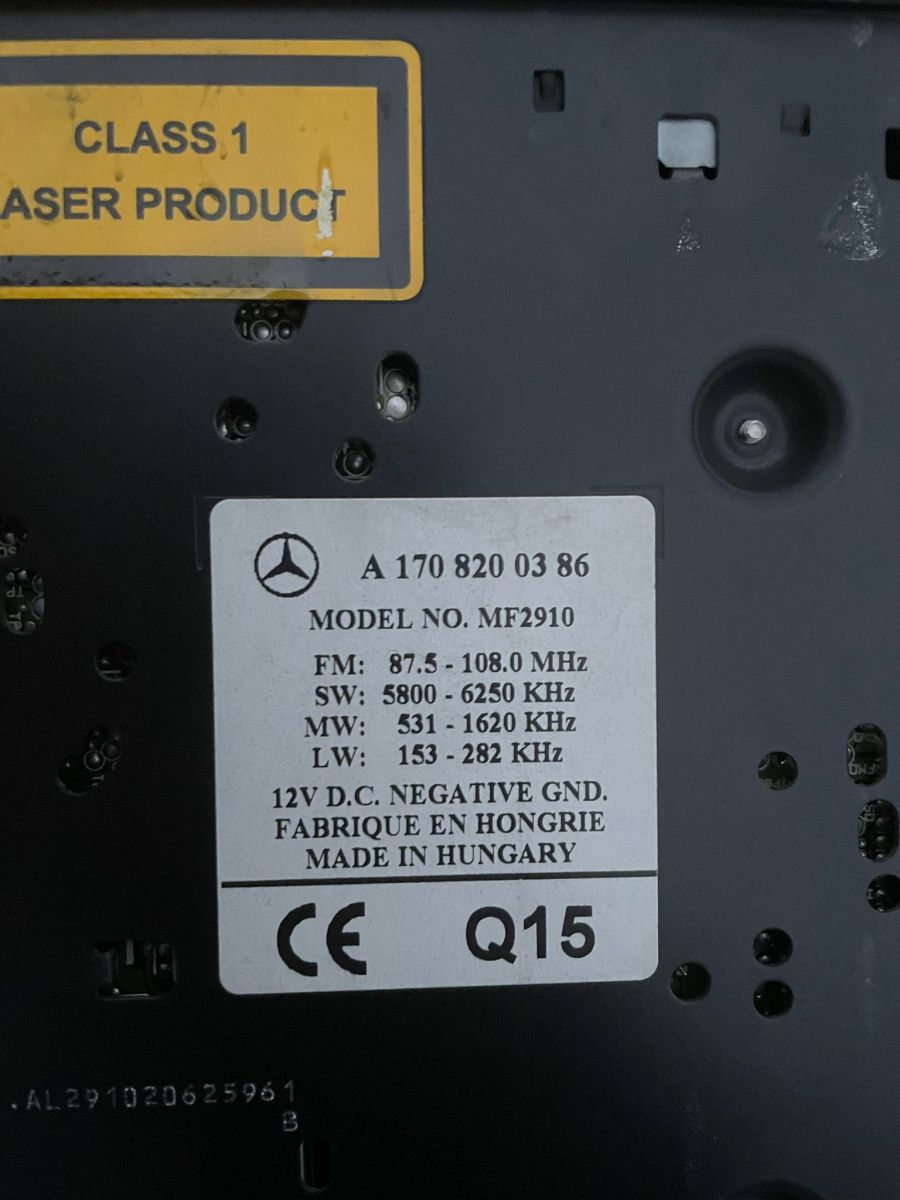 CLASS 1
ASER PRODUCT
A 170 820 03 86
MODEL NO. MF2910
FM: 87.5 - 108.0 MHz
SW: 5800 - 6250 KHz
MW: 531 - 1620 KHz
LW: 153 - 282 KHz
12V D.C. NEGATIVE GND.
FABRIQUE EN HONGRIE
MADE IN HUNGARY
CE Q15
.AL291020625961
B